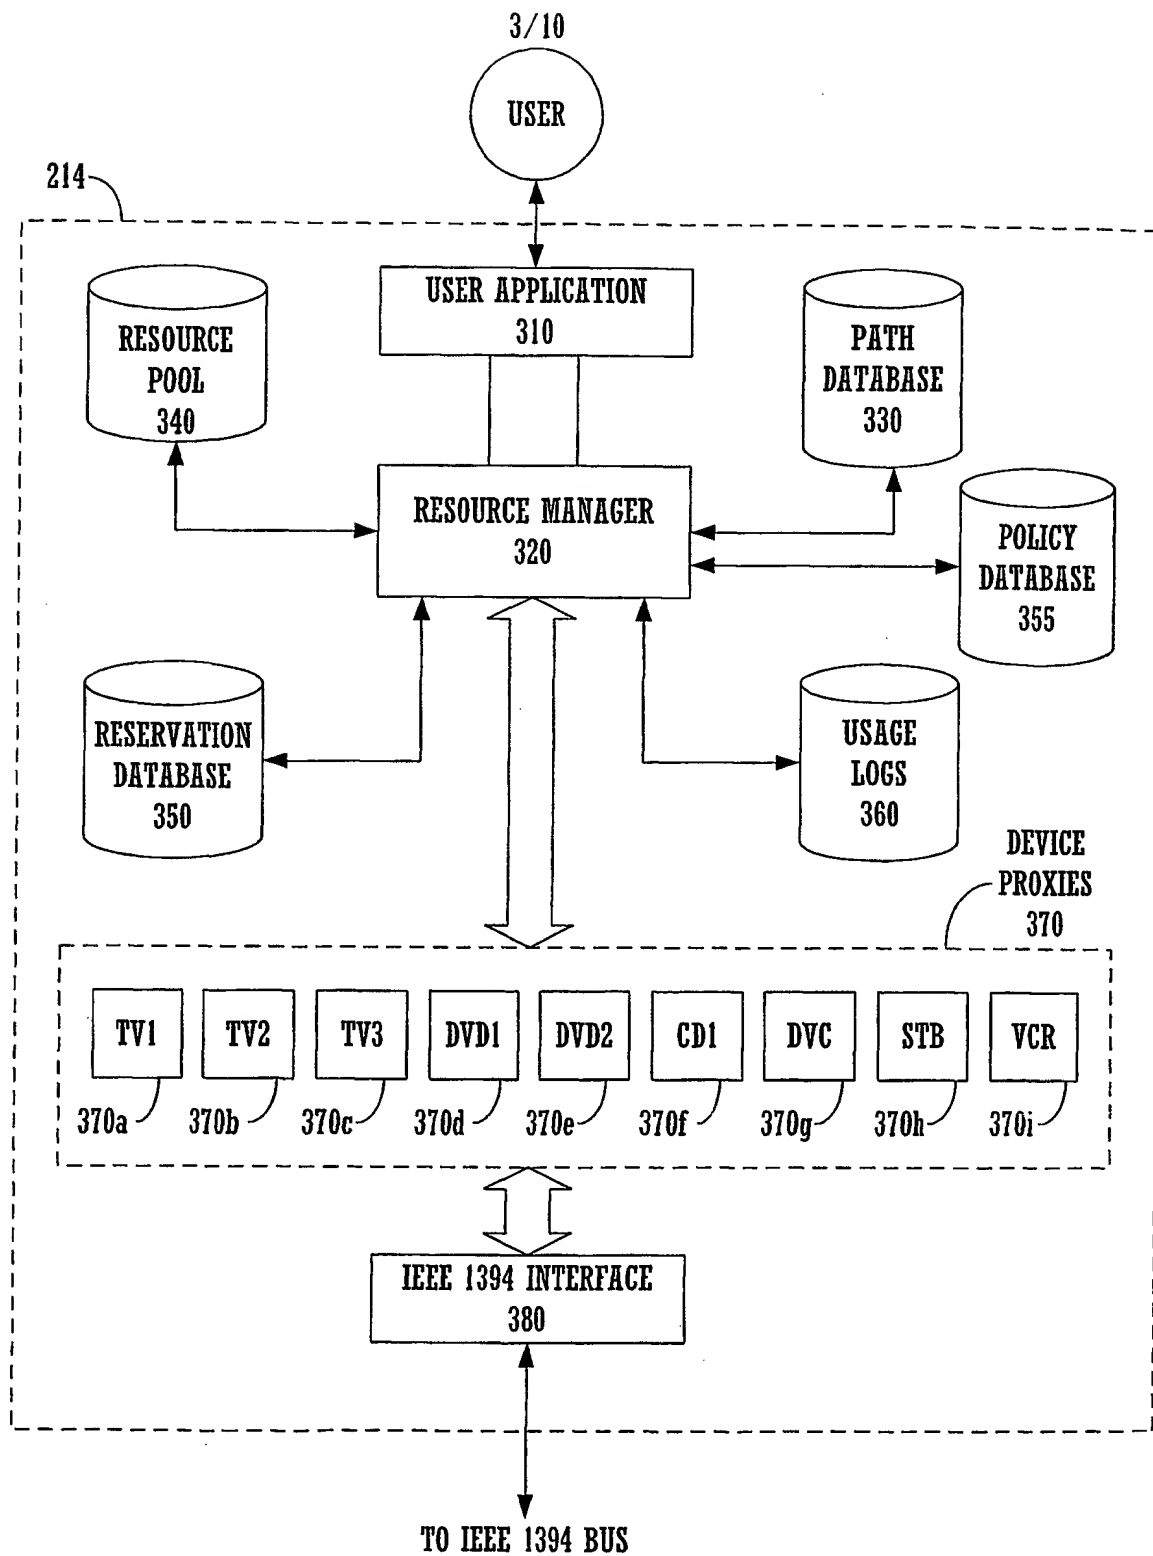 3/10
USER
214
USER APPLICATION
310
RESOURCE
POOL
340
PATH
DATABASE
330
RESOURCE MANAGER
320
POLICY
DATABASE
355
RESERVATION
DATABASE
350
USAGE
LOGS
360
DEVICE
PROXIES
370
TV1
TV2
TV3
DVD1
DVD2
CD1
DVC
STB
VCR
370a
370b
370c
370d
370e
370f
370g
370h
370i
IEEE 1394 INTERFACE
380
TO IEEE 1394 BUS